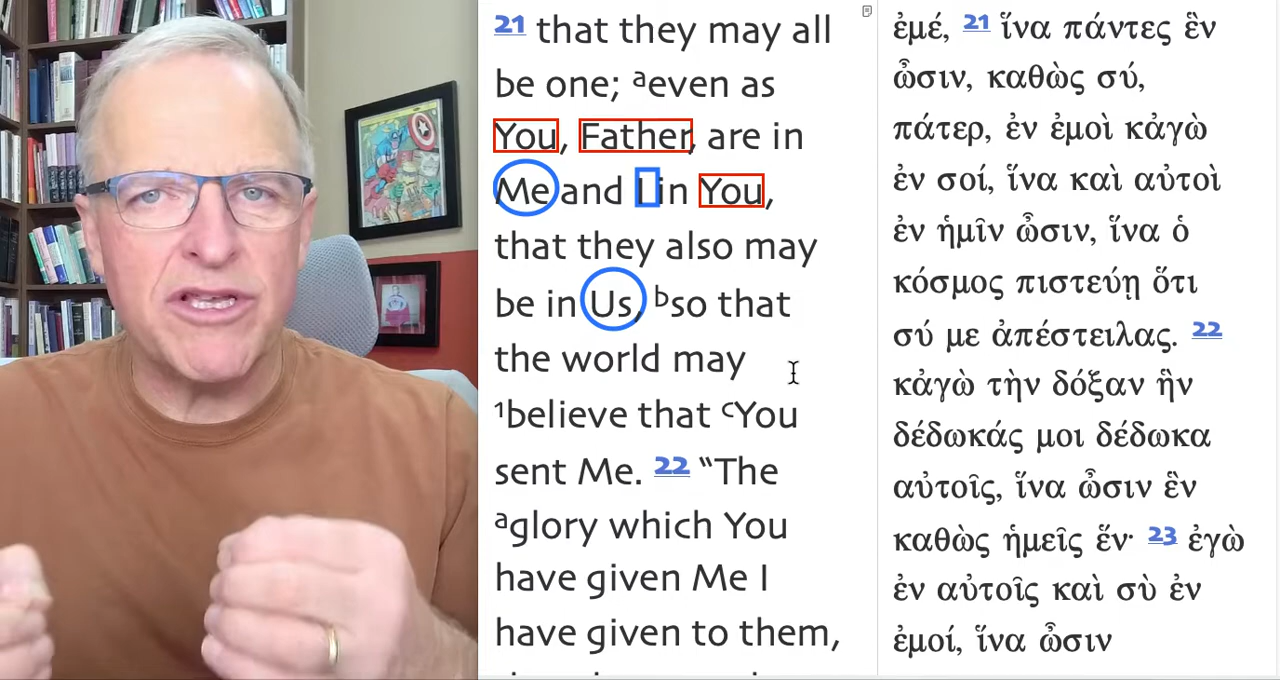 21 that they may all
be one; ᵃeven as
You, Father, are in
Me and I in You,
that they also may
be in Us, ᵇso that
the world may
¹believe that ᶜYou
sent Me. 22 “The
ᵃglory which You
have given Me I
have given to them,
ἐμέ, 21 ἵνα πάντες ἓν
ὦσιν, καθὼς σύ,
πάτερ, ἐν ἐμοὶ κἀγὼ
ἐν σοί, ἵνα καὶ αὐτοὶ
ἐν ἡμῖν ὦσιν, ἵνα ὁ
κόσμος πιστεύῃ ὅτι
σύ με ἀπέστειλας. 22
κἀγὼ τὴν δόξαν ἣν
δέδωκάς μοι δέδωκα
αὐτοῖς, ἵνα ὦσιν ἓν
καθὼς ἡμεῖς ἕν· 23 ἐγὼ
ἐν αὐτοῖς καὶ σὺ ἐν
ἐμοί, ἵνα ὦσιν